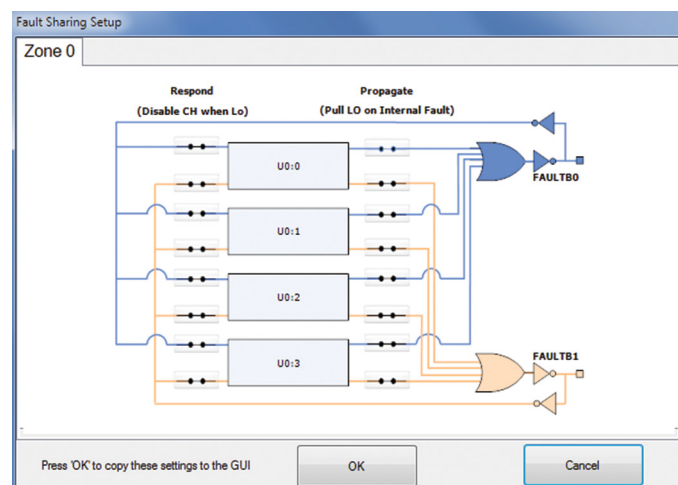 Fault Sharing Setup
Zone 0
Respond
(Disable CH when Lo)
Propagate
(Pull LO on Internal Fault)
U0:0
FAULTB0
U0:1
U0:2
FAULTB1
U0:3
Press 'OK' to copy these settings to the GUI
OK
Cancel